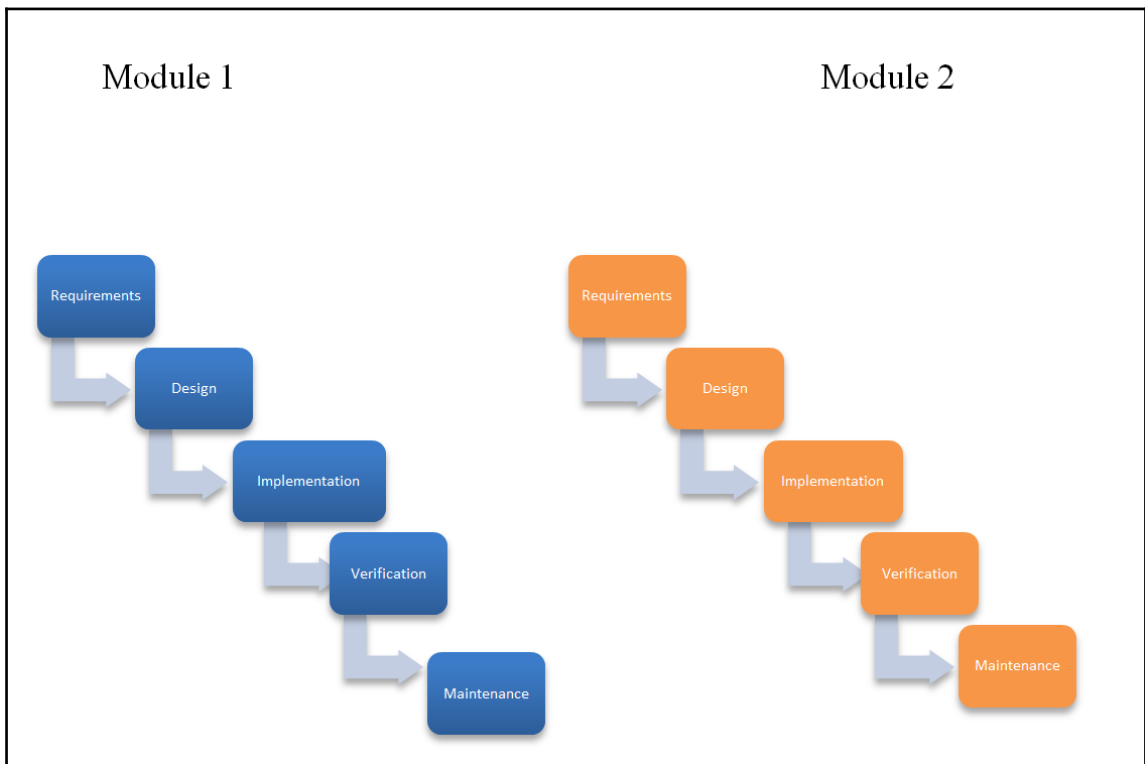 Module 1
Module 2
Requirements
Design
Implementation
Verification
Maintenance
Requirements
Design
Implementation
Verification
Maintenance